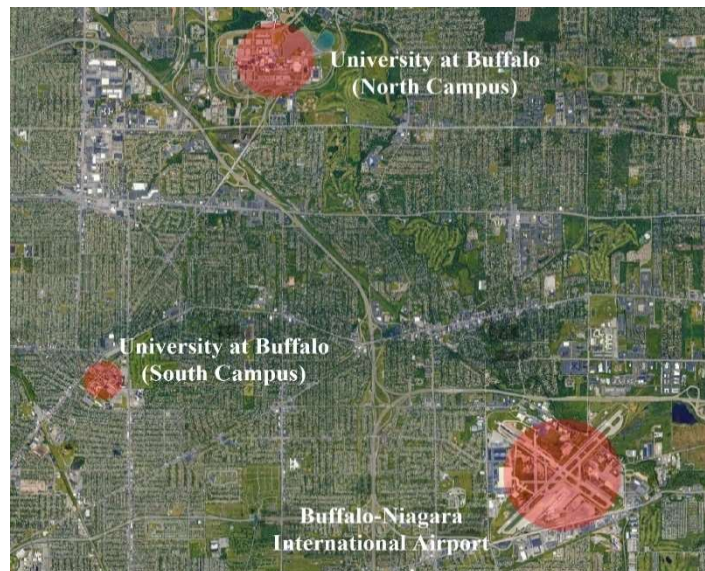 University at Buffalo
(North Campus)
University at Buffalo
(South Campus)
Buffalo-Niagara
International Airport